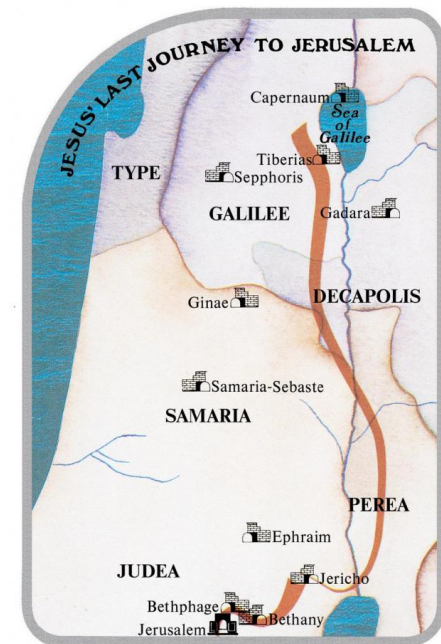 JESUS' LAST JOURNEY TO JERUSALEM
Capernaum
Sea
of
Galilee
Tiberias
TYPE
Sepphoris
GALILEE
Gadara
Ginae
DECAPOLIS
Samaria-Sebaste
SAMARIA
PEREA
Ephraim
JUDEA
Jericho
Bethphage
Bethany
Jerusalem